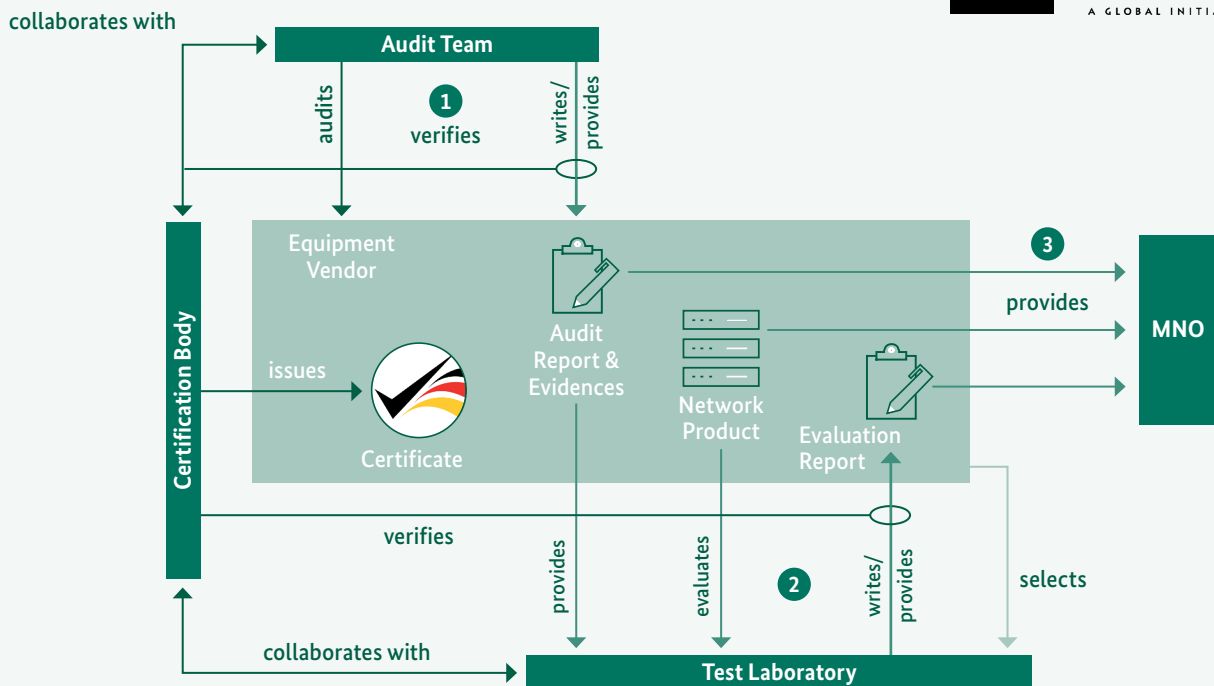 A GLOBAL
collaborates with
Audit Team
audits
1
verifies
writes/
provides
Equipment
Vendor
3
provides
MNO
Certification Body
issues
Certificate
Audit
Report &
Evidences
Network
Product
Evaluation
Report
verifies
provides
evaluates
2
writes/
provides
selects
collaborates with
Test Laboratory